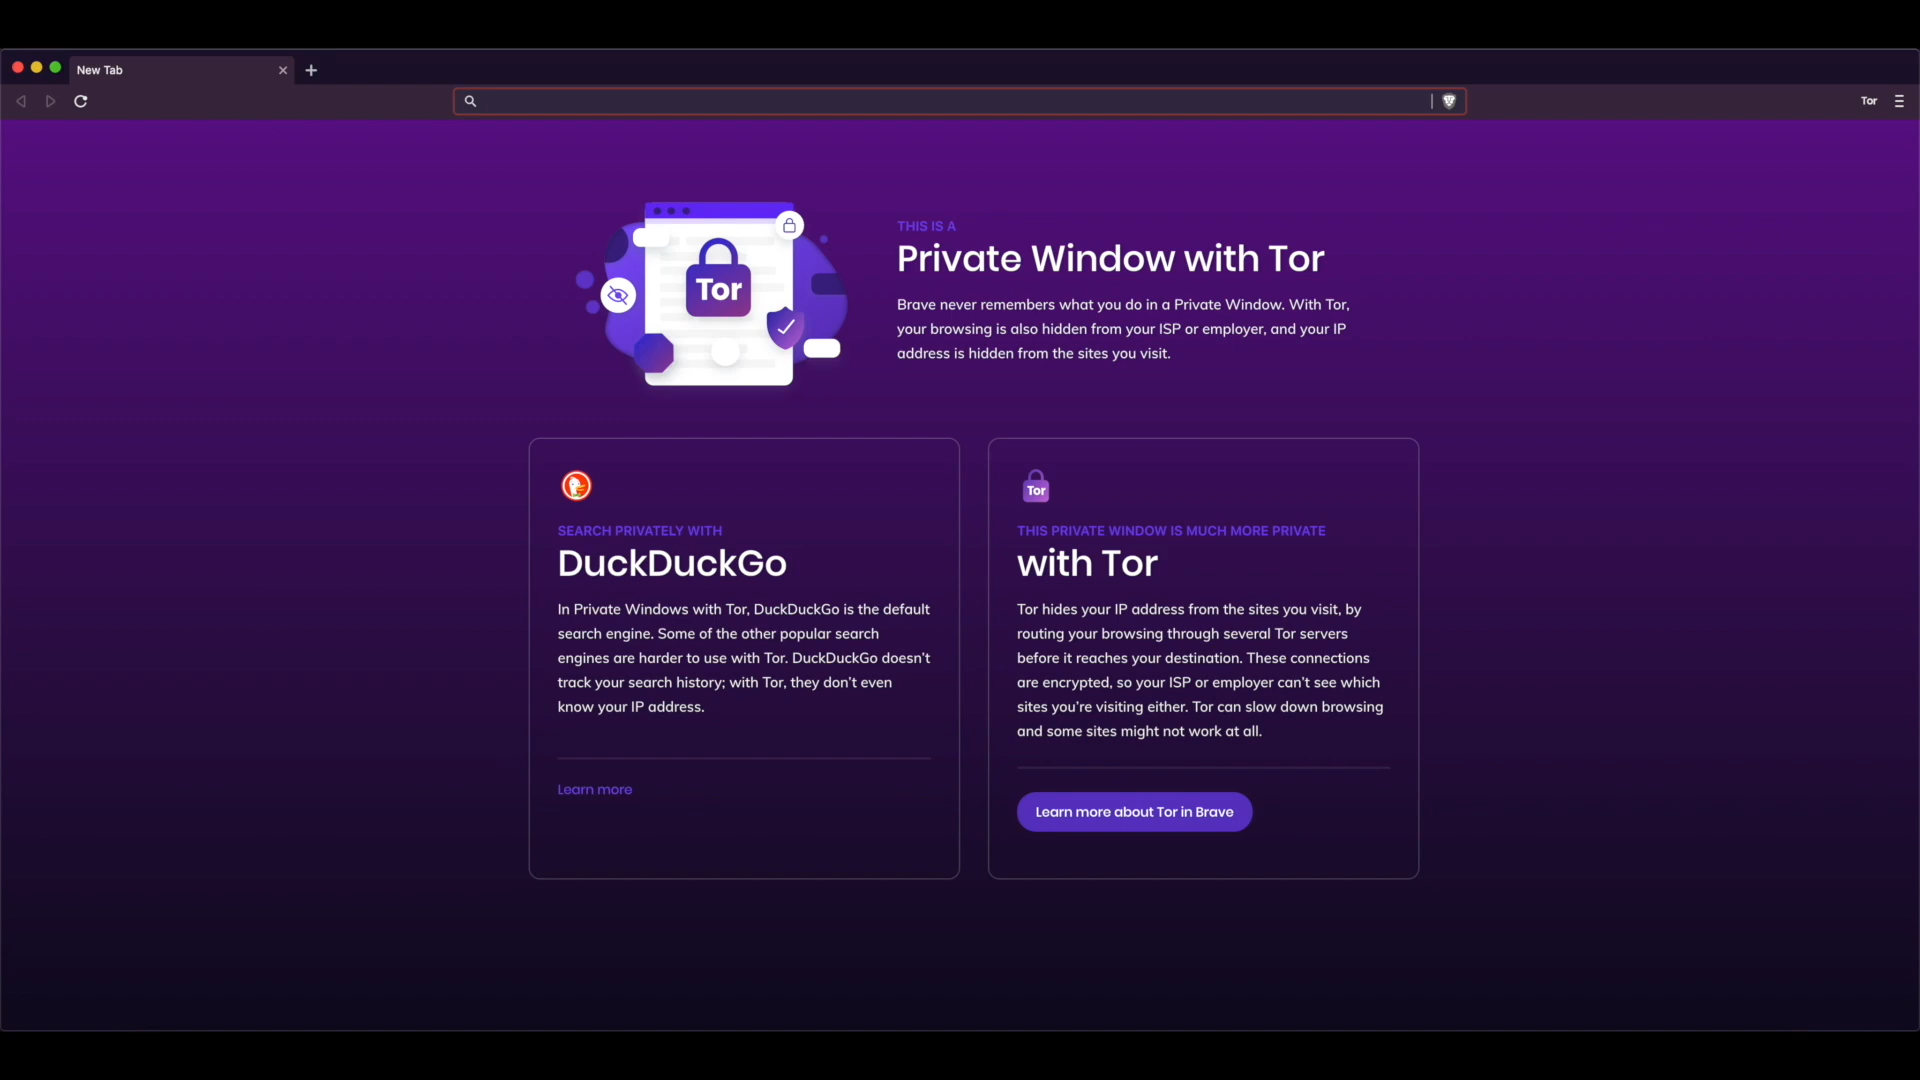 New Tab
Tor
Tor
THIS IS A
Private Window with Tor
Brave never remembers what you do in a Private Window. With Tor,
your browsing is also hidden from your ISP or employer, and your IP
address is hidden from the sites you visit.
SEARCH PRIVATELY WITH
DuckDuckGo
In Private Windows with Tor, DuckDuckGo is the default
search engine. Some of the other popular search
engines are harder to use with Tor. DuckDuckGo doesn't
track your search history; with Tor, they don't even
know your IP address.
Learn more
Tor
THIS PRIVATE WINDOW IS MUCH MORE PRIVATE
with Tor
Tor hides your IP address from the sites you visit, by
routing your browsing through several Tor servers
before it reaches your destination. These connections
are encrypted, so your ISP or employer can't see which
sites you're visiting either. Tor can slow down browsing
and some sites might not work at all.
Learn more about Tor in Brave